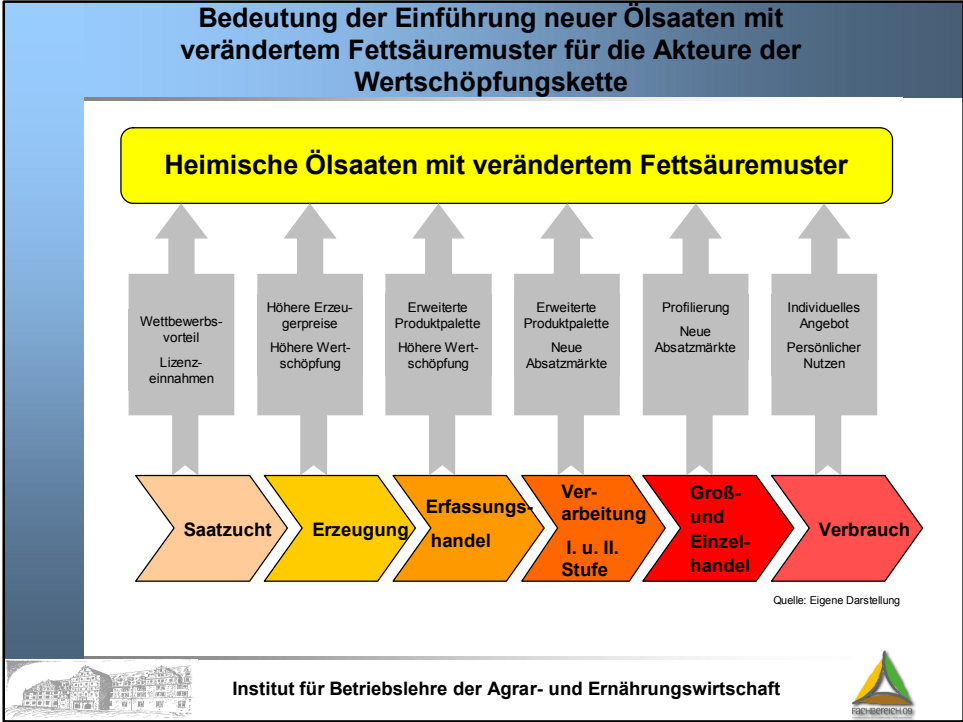 Bedeutung der Einführung neuer Ölsaaten mit
verändertem Fettsäuremuster für die Akteure der
Wertschöpfungskette
Heimische Ölsaaten mit verändertem Fettsäuremuster
Wettbewerbs-
vorteil
Lizenz-
einnahmen
Höhere Erzeu-
gerpreise
Höhere Wert-
schöpfung
Erweiterte
Produktpalette
Höhere Wert-
schöpfung
Erweiterte
Produktpalette
Neue
Absatzmärkte
Profilierung
Neue
Absatzmärkte
Individuelles
Angebot
Persönlicher
Nutzen
Saatzucht
Erzeugung
Erfassungs-
handel
Ver-
arbeitung
I. u. II.
Stufe
Groß-
und
Einzel-
handel
Verbrauch
Quelle: Eigene Darstellung
Institut für Betriebslehre der Agrar- und Ernährungswirtschaft
FACHBEREICH 09